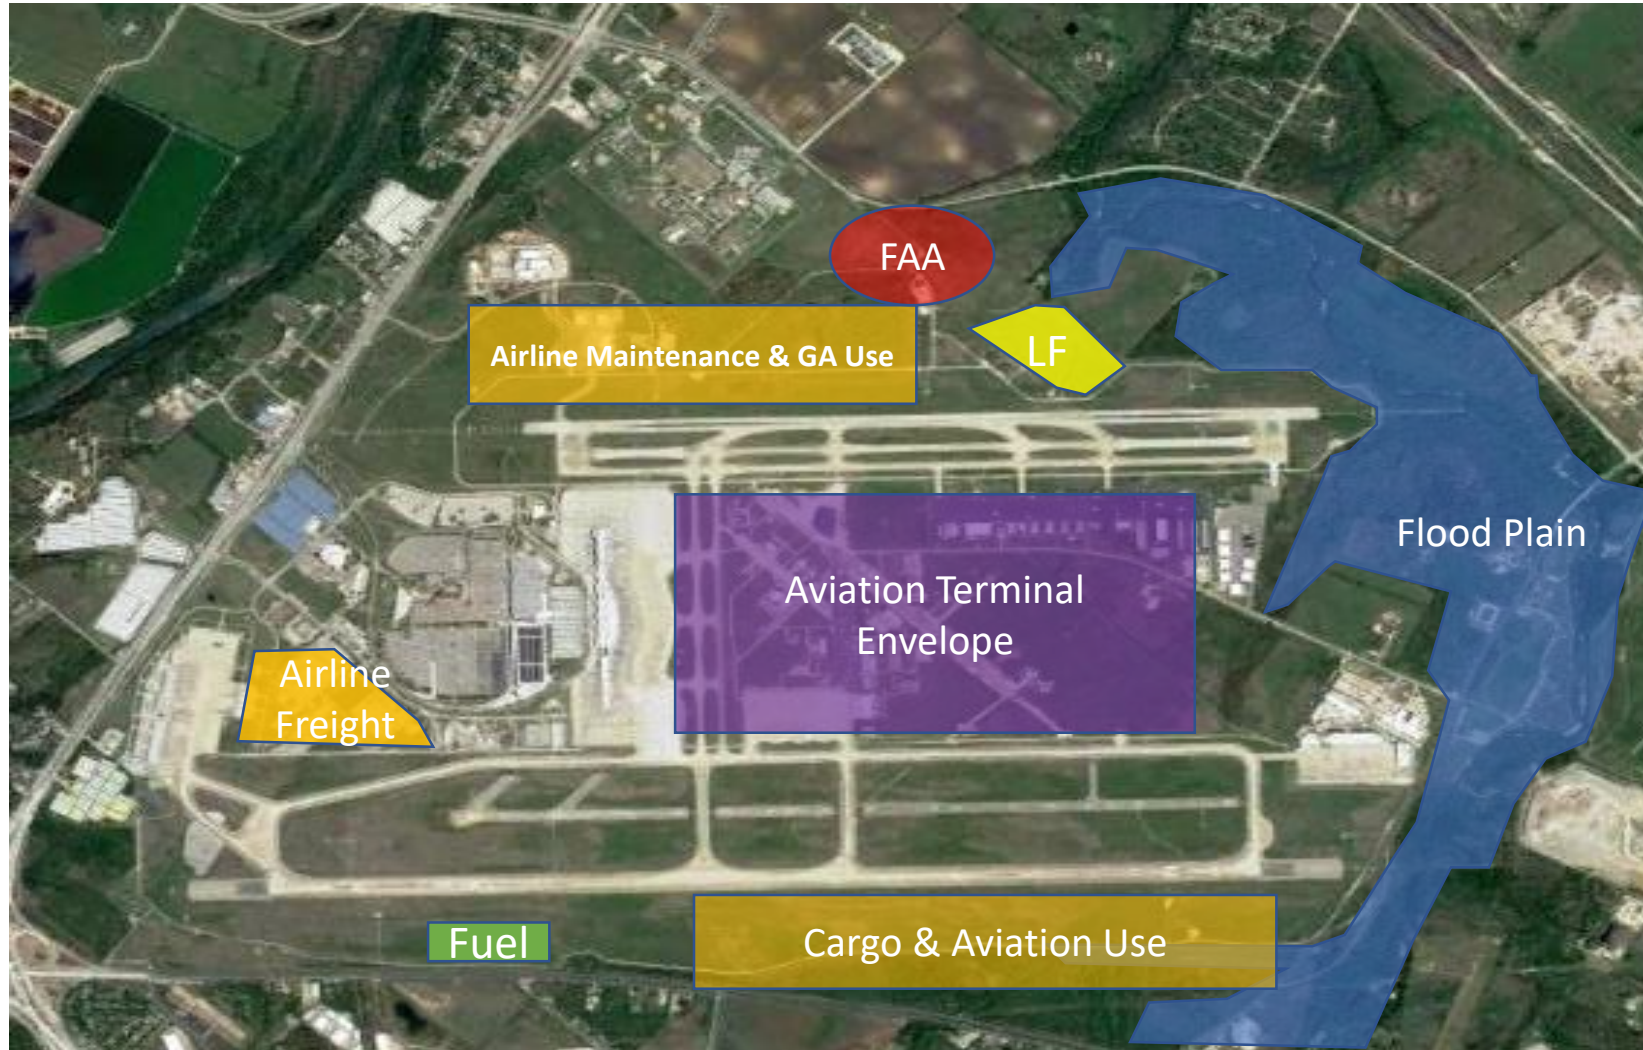 FAA
Airline Maintenance & GA Use
LF
Flood Plain
Aviation Terminal
Envelope
Airline
Freight
Fuel
Cargo & Aviation Use